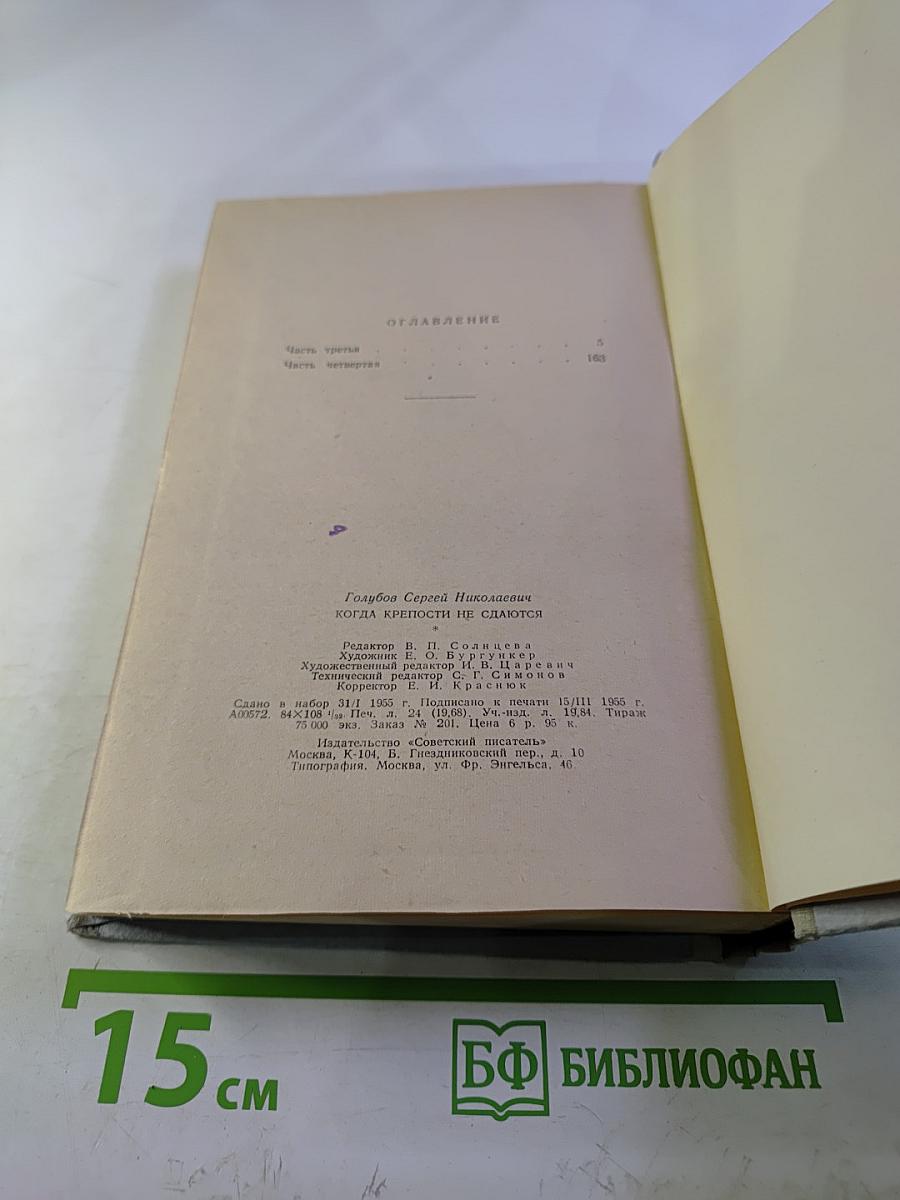 ОГЛАВЛЕНИЕ
Часть третья . . . . . . . . 5
Часть четвертая . . . . . . . 163
Голубов Сергей Николаевич
КОГДА КРЕПОСТИ НЕ СДАЮТСЯ
*
Редактор В. П. Солнцева
Художник Е. О. Бургункер
Художественный редактор И. В. Царевич
Технический редактор С. Г. Симонов
Корректор Е. И. Краснюк
Сдано в набор 31/I 1955 г. Подписано к печати 15/III 1955 г.
А00572. 84×108 1/32. Печ. л. 24 (19,68). Уч.-изд. л. 19,84. Тираж
75 000 экз. Заказ № 201. Цена 6 р. 95 к.
Издательство «Советский писатель»
Москва, К-104, Б. Гнездниковский пер., д. 10
Типография. Москва, ул. Фр. Энгельса, 46
15 см
БФ БИБЛИОФАН